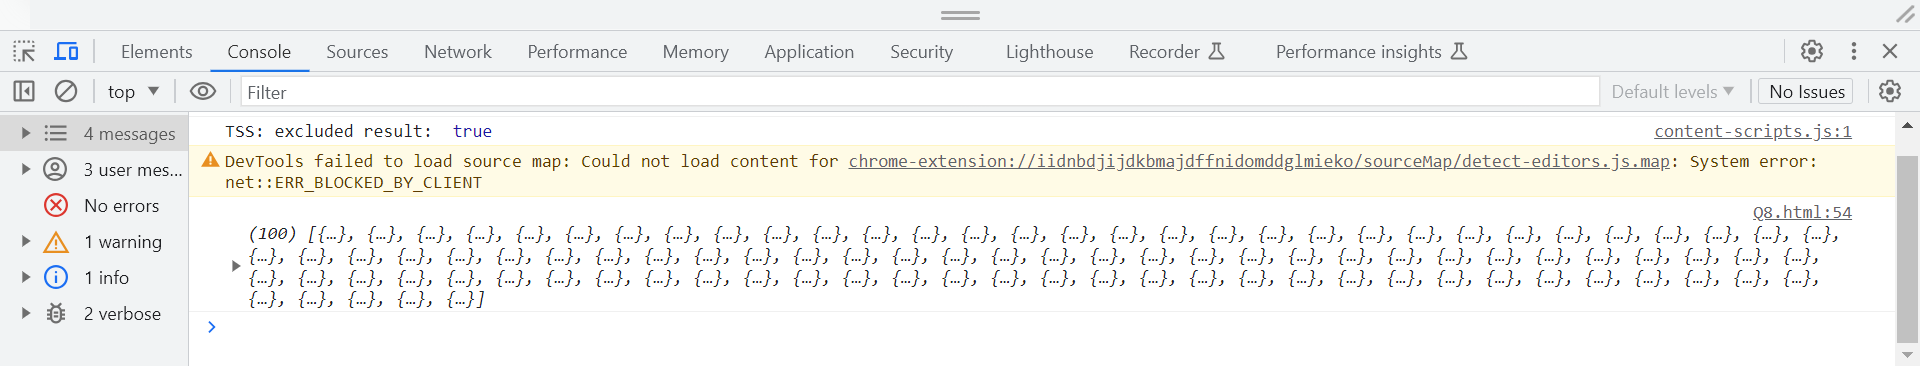 Elements Console Sources Network Performance Memory Application Security Lighthouse Recorder Performance insights
top Filter Default levels No Issues
4 messages
3 user mes...
No errors
1 warning
1 info
2 verbose
TSS: excluded result: true content-scripts.js:1
DevTools failed to load source map: Could not load content for chrome-extension://iidnbdjijdkbmajdffnidomddglmieko/sourceMap/detect-editors.js.map: System error:
net::ERR_BLOCKED_BY_CLIENT
Q8.html:54
(100) [{…}, {…}, {…}, {…}, {…}, {…}, {…}, {…}, {…}, {…}, {…}, {…}, {…}, {…}, {…}, {…}, {…}, {…}, {…}, {…}, {…}, {…}, {…}, {…}, {…}, {…}, {…}, {…}, {…}, {…}, {…},
{…}, {…}, {…}, {…}, {…}, {…}, {…}, {…}, {…}, {…}, {…}, {…}, {…}, {…}, {…}, {…}, {…}, {…}, {…}, {…}, {…}, {…}, {…}, {…}, {…}, {…}, {…}, {…}, {…}, {…}, {…}, {…},
{…}, {…}, {…}, {…}, {…}, {…}, {…}, {…}, {…}, {…}, {…}, {…}, {…}, {…}, {…}, {…}, {…}, {…}, {…}, {…}, {…}, {…}, {…}, {…}, {…}, {…}, {…}, {…}, {…}, {…}, {…}, {…},
{…}, {…}, {…}, {…}, {…}]